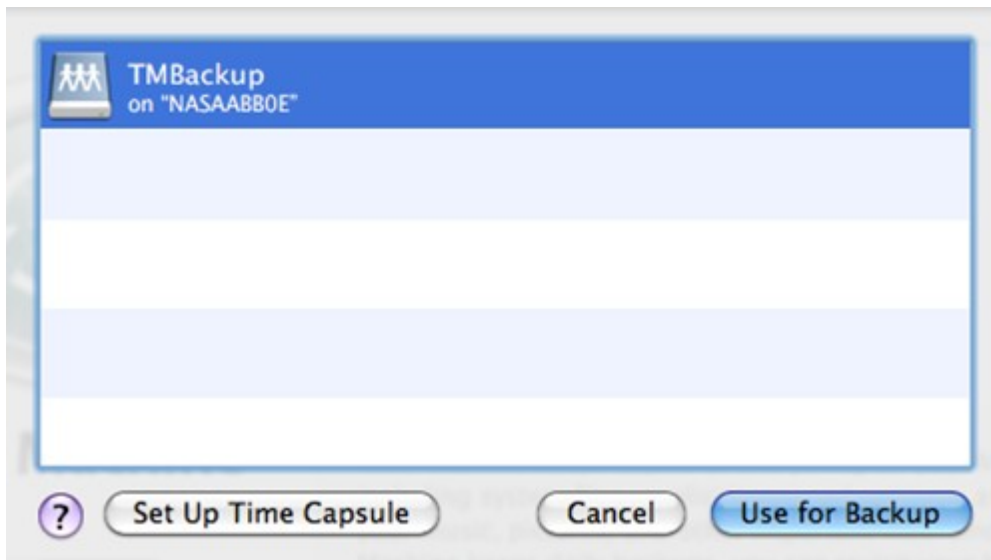 TMBackup
on "NASAABB0E"
?
Set Up Time Capsule
Cancel
Use for Backup